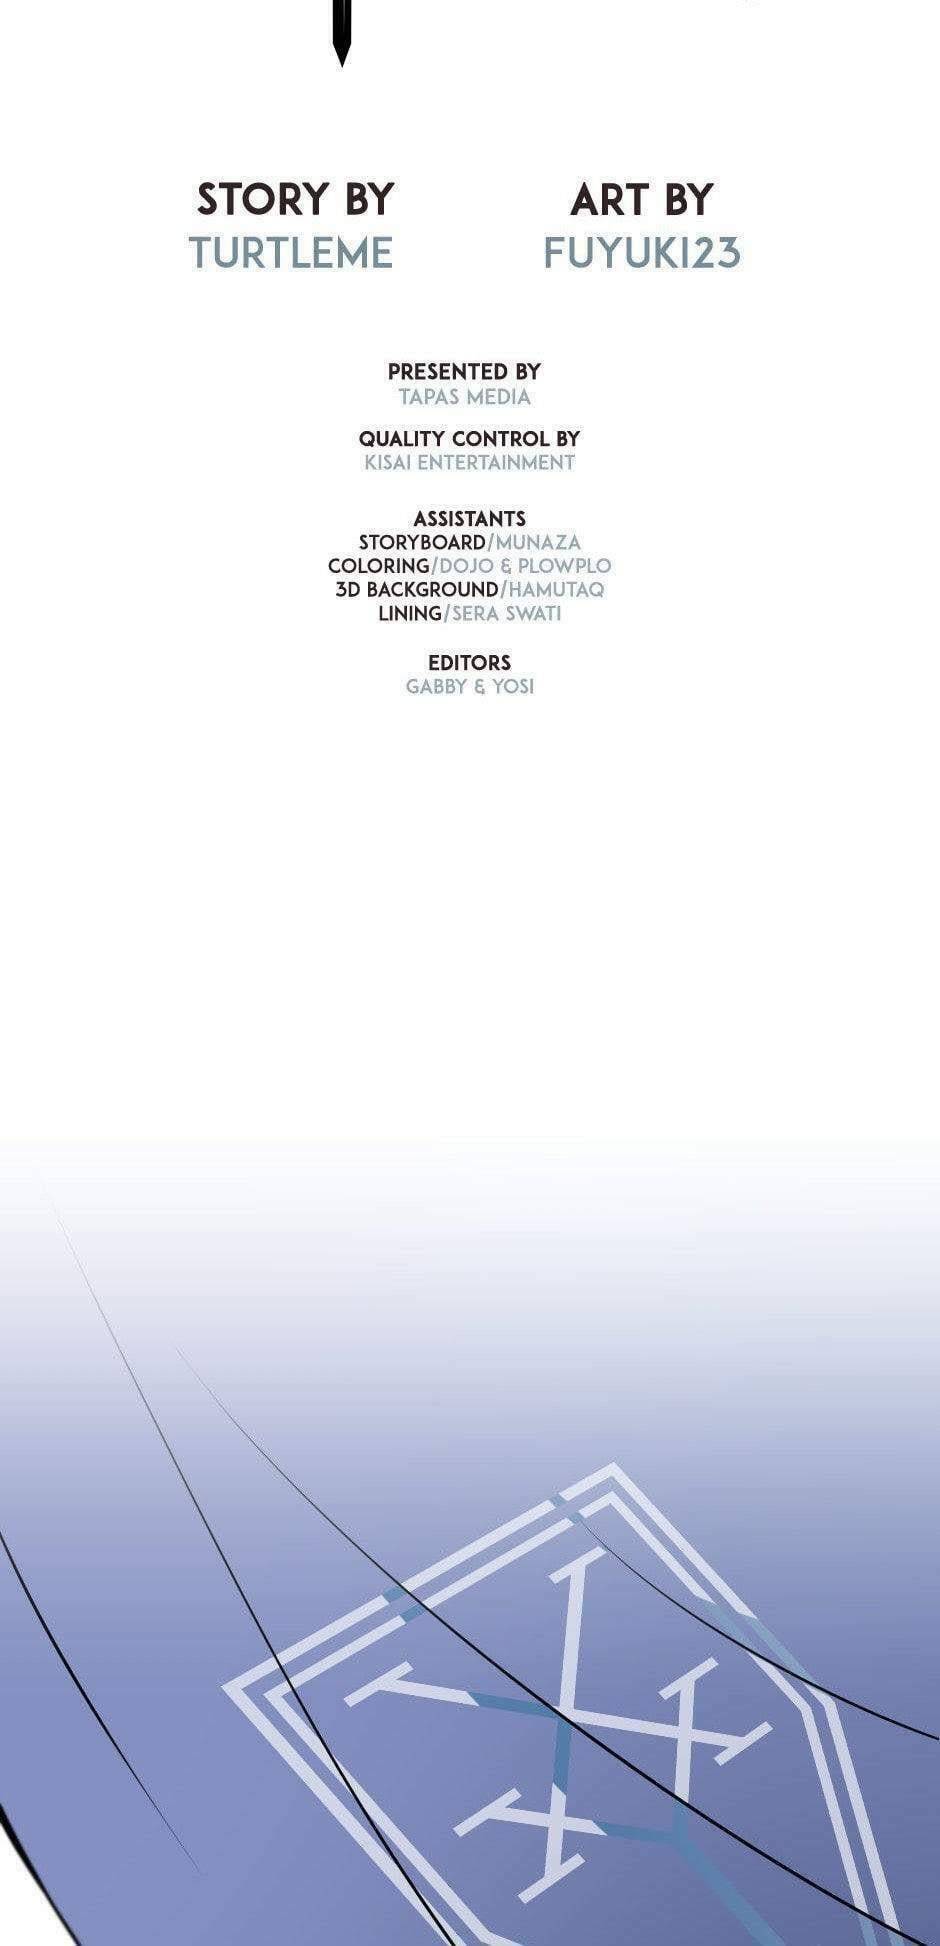 STORY BY
TURTLEME
ART BY
FUYUKI23
PRESENTED BY
TAPAS MEDIA
QUALITY CONTROL BY
KISAI ENTERTAINMENT
ASSISTANTS
STORYBOARD/MUNAZA
COLORING/DOJO & PLOWPLO
3D BACKGROUND/HAMUTAQ
LINING/SERA SWATI
EDITORS
GABBY & YOSI